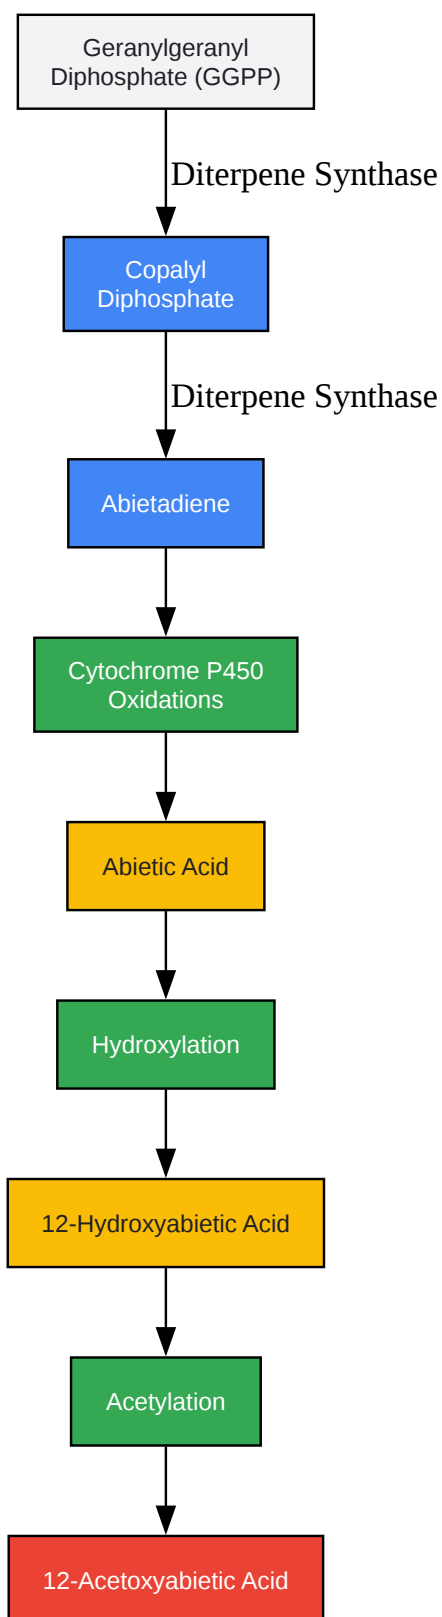 Geranylgeranyl
Diphosphate (GGPP)
Diterpene Synthase
Copalyl
Diphosphate
Diterpene Synthase
Abietadiene
Cytochrome P450
Oxidations
Abietic Acid
Hydroxylation
12-Hydroxyabietic Acid
Acetylation
12-Acetoxyabietic Acid